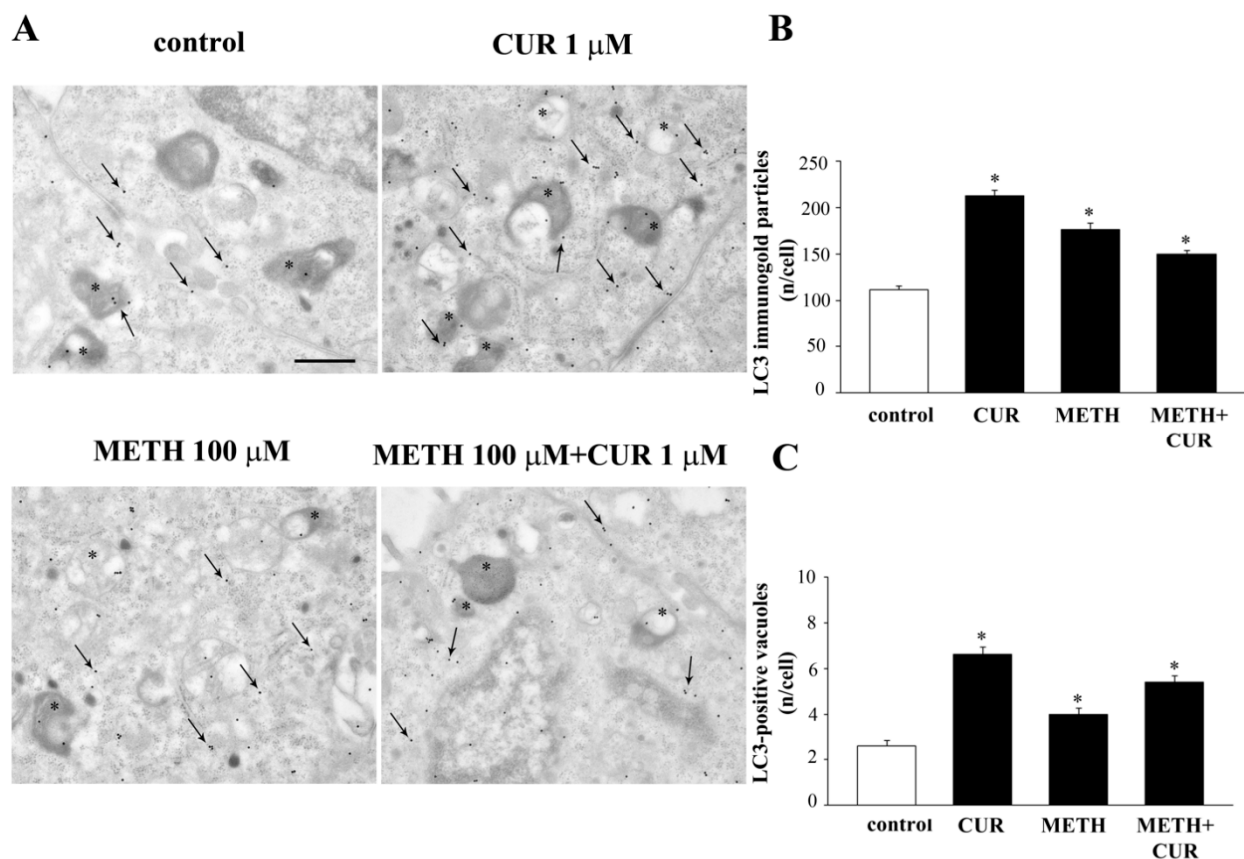 A
control
CUR 1 μM
METH 100 μM
METH 100 μM+CUR 1 μM
B
LC3 immunogold particles
(n/cell)
250
200
150
100
50
0
control
CUR
METH
METH+
CUR
*
*
*
C
LC3-positive vacuoles
(n/cell)
10
8
6
4
2
0
control
CUR
METH
METH+
CUR
*
*
*